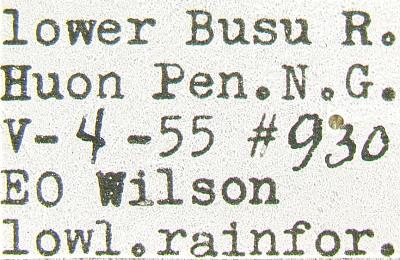 lower Busu R.
Huon Pen.N.G.
V-4-55 #930
EO Wilson
lowl.rainfor.